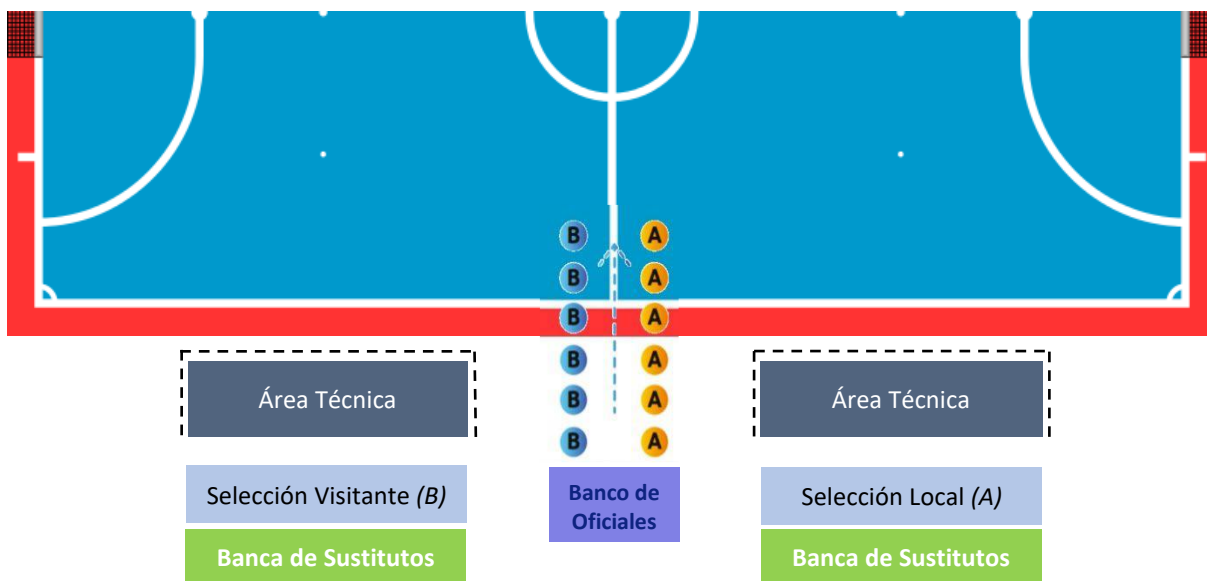 B A
B A
B A
B A
B A
B A
Área Técnica
Área Técnica
Selección Visitante (B)
Banco de
Oficiales
Selección Local (A)
Banca de Sustitutos
Banca de Sustitutos